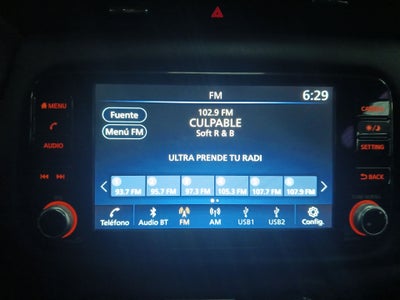 FM
6:29
MENU
AUDIO
Fuente
Menú FM
102.9 FM
CULPABLE
Soft R & B
ULTRA PRENDE TU RADI
93.7 FM
95.7 FM
97.3 FM
105.3 FM
107.7 FM
107.9 FM
Teléfono
Audio BT
FM
AM
USB1
USB2
Config.
CAMERA
SETTING
BACK